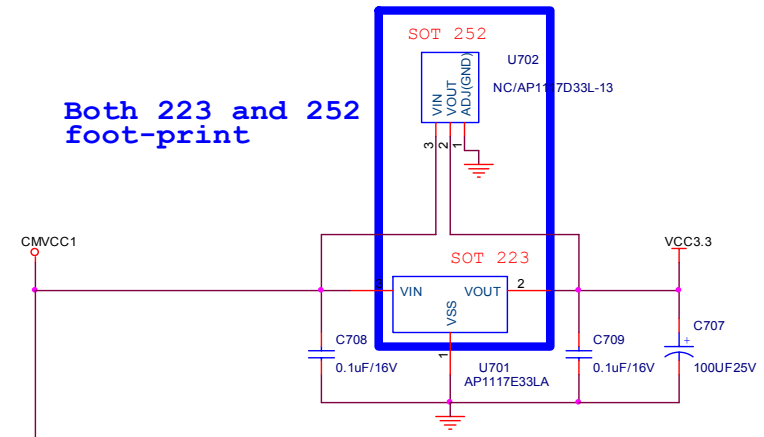 SOT 252
U702
NC/AP1117D33L-13
VIN
VOUT
ADJ(GND)
3
2
1
Both 223 and 252
foot-print
CMVCC1
VCC3.3
SOT 223
VIN
VOUT
VSS
2
1
C708
0.1uF/16V
U701
AP1117E33LA
C709
0.1uF/16V
C707
+
100UF25V